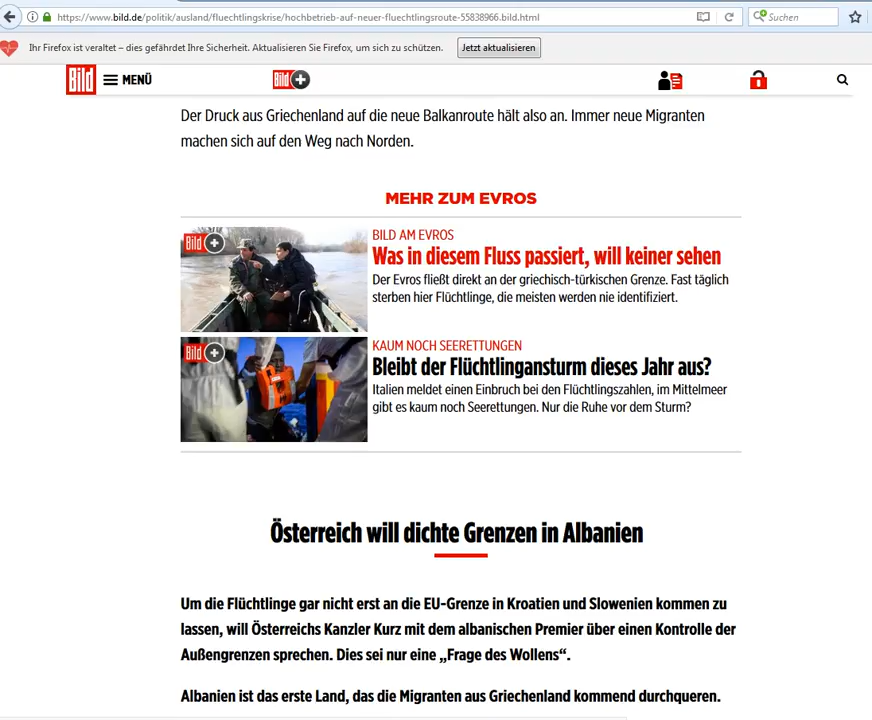 https://www.bild.de/politik/ausland/fluechtlingskrise/hochbetrieb-auf-neuer-fluechtlingsroute-55838966.bild.html
Suchen
Ihr Firefox ist veraltet – dies gefährdet Ihre Sicherheit. Aktualisieren Sie Firefox, um sich zu schützen.
Jetzt aktualisieren
Bild
MENÜ
Bild +
Der Druck aus Griechenland auf die neue Balkanroute hält also an. Immer neue Migranten
machen sich auf den Weg nach Norden.
MEHR ZUM EVROS
Bild +
BILD AM EVROS
Was in diesem Fluss passiert, will keiner sehen
Der Evros fließt direkt an der griechisch-türkischen Grenze. Fast täglich
sterben hier Flüchtlinge, die meisten werden nie identifiziert.
Bild +
KAUM NOCH SEERETTUNGEN
Bleibt der Flüchtlingansturm dieses Jahr aus?
Italien meldet einen Einbruch bei den Flüchtlingszahlen, im Mittelmeer
gibt es kaum noch Seerettungen. Nur die Ruhe vor dem Sturm?
Österreich will dichte Grenzen in Albanien
Um die Flüchtlinge gar nicht erst an die EU-Grenze in Kroatien und Slowenien kommen zu
lassen, will Österreichs Kanzler Kurz mit dem albanischen Premier über einen Kontrolle der
Außengrenzen sprechen. Dies sei nur eine „Frage des Wollens“.
Albanien ist das erste Land, das die Migranten aus Griechenland kommend durchqueren.